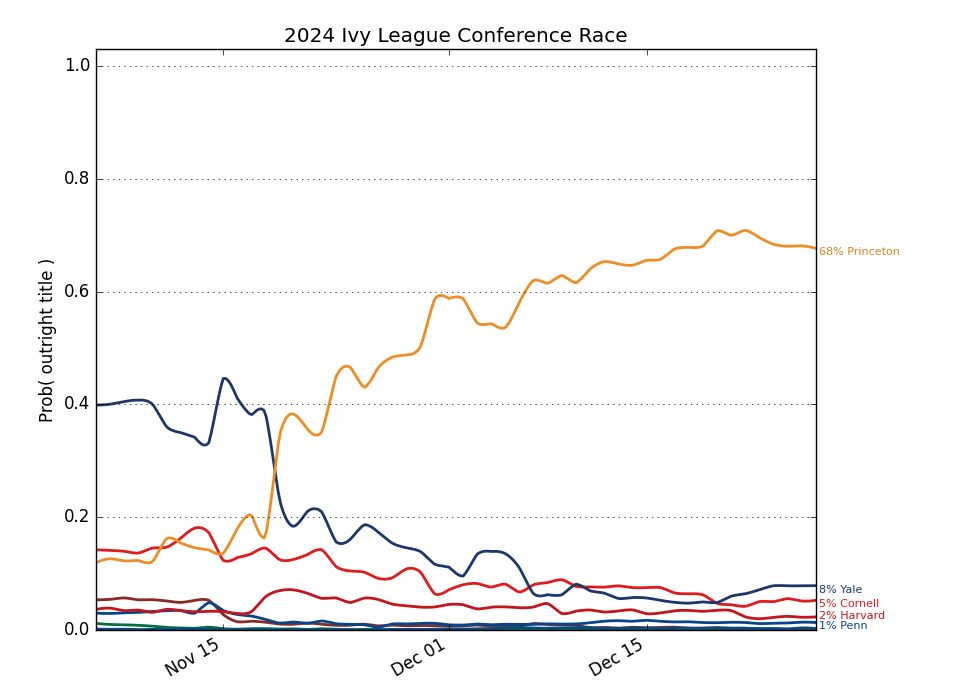 2024 Ivy League Conference Race
1.0
0.8
0.6
0.4
0.2
0.0
Prob( outright title )
68% Princeton
8% Yale
5% Cornell
2% Harvard
1% Penn
Nov 15
Dec 01
Dec 15